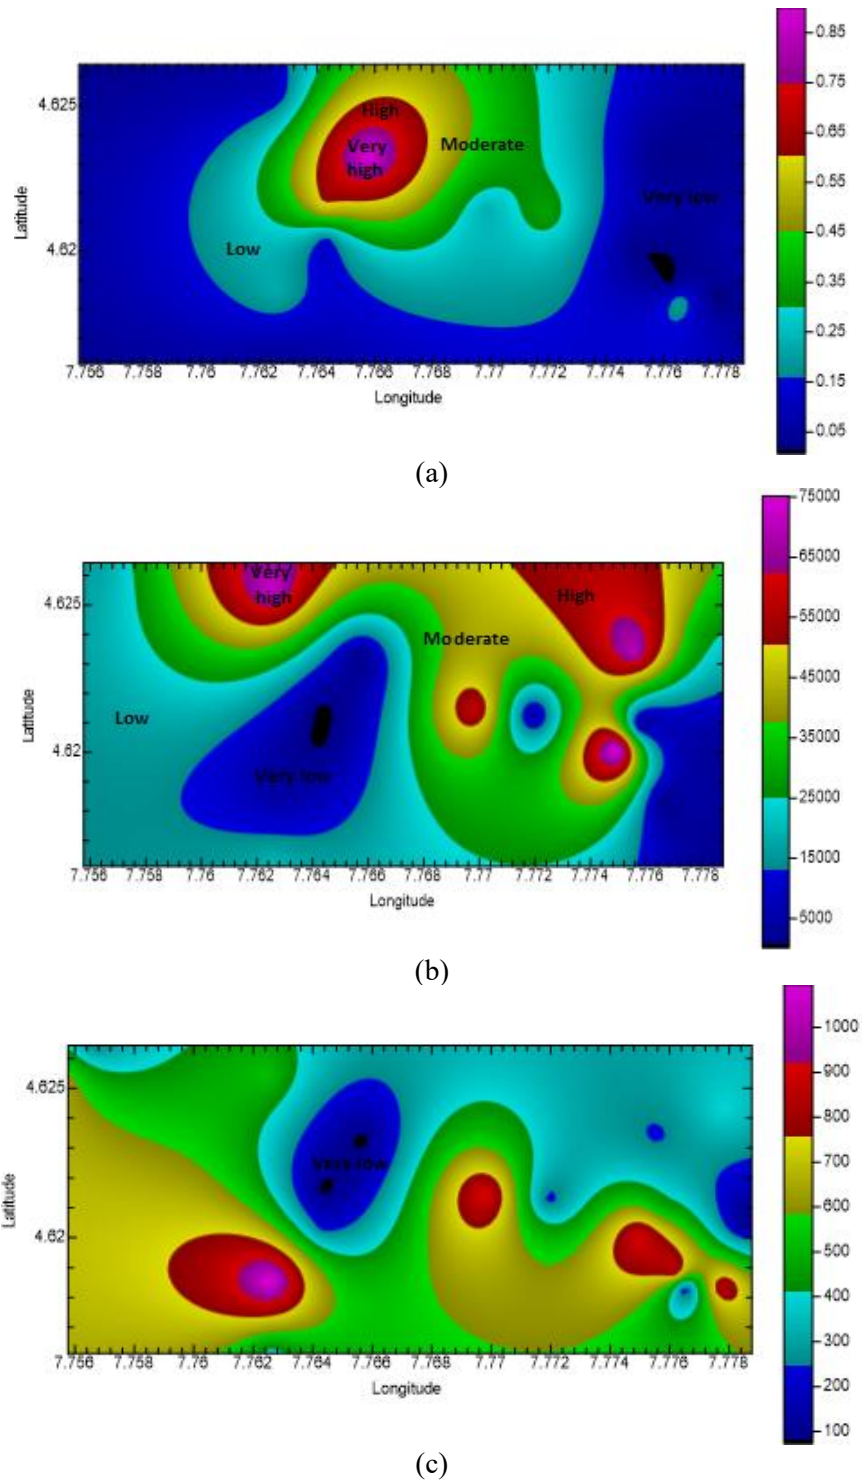 0.85
0.75
0.65
0.55
0.45
0.35
0.25
0.15
0.05
4.625
4.62
Latitude
High
Very
high
Moderate
Very low
Low
7.756 7.758 7.76 7.762 7.764 7.766 7.768 7.77 7.772 7.774 7.776 7.778
Longitude
(a)
75000
65000
55000
45000
35000
25000
15000
5000
4.625
4.62
Latitude
Very
high
High
Moderate
Low
Very low
7.756 7.758 7.76 7.762 7.764 7.766 7.768 7.77 7.772 7.774 7.776 7.778
Longitude
(b)
1000
900
800
700
600
500
400
300
200
100
4.625
4.62
Latitude
Very low
7.756 7.758 7.76 7.762 7.764 7.766 7.768 7.77 7.772 7.774 7.776 7.778
Longitude
(c)